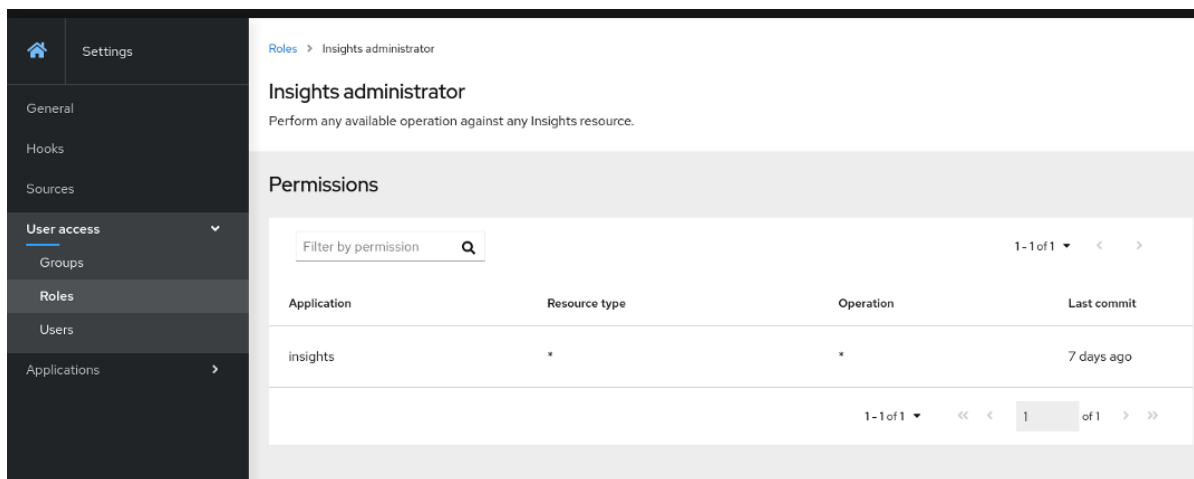 Settings
General
Hooks
Sources
User access
Groups
Roles
Users
Applications
Roles > Insights administrator
Insights administrator
Perform any available operation against any Insights resource.
Permissions
Filter by permission
1 - 1 of 1
Application Resource type Operation Last commit
insights * * 7 days ago
1 - 1 of 1 << < 1 of 1 > >>